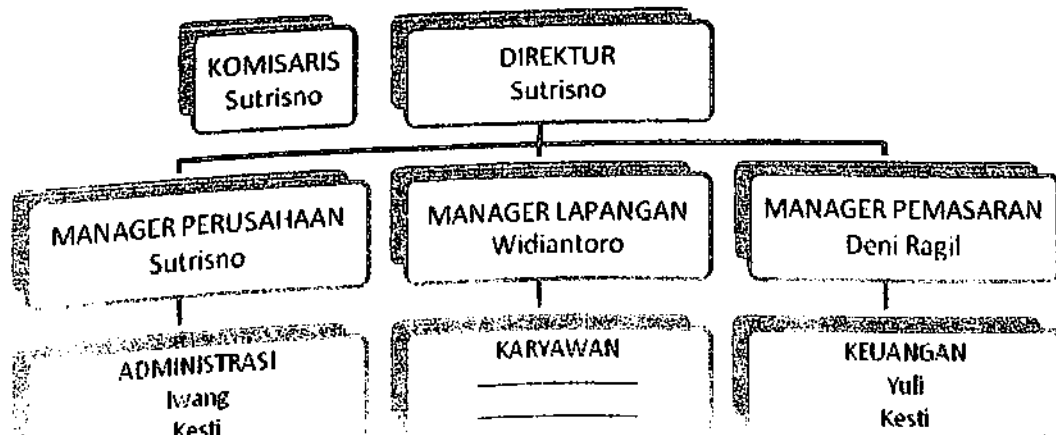 KOMISARIS
Sutrisno
DIREKTUR
Sutrisno
MANAGER PERUSAHAAN
Sutrisno
MANAGER LAPANGAN
Widiantoro
MANAGER PEMASARAN
Deni Ragil
ADMINISTRASI
Iwang
Kesti
KARYAWAN
KEUANGAN
Yuli
Kesti